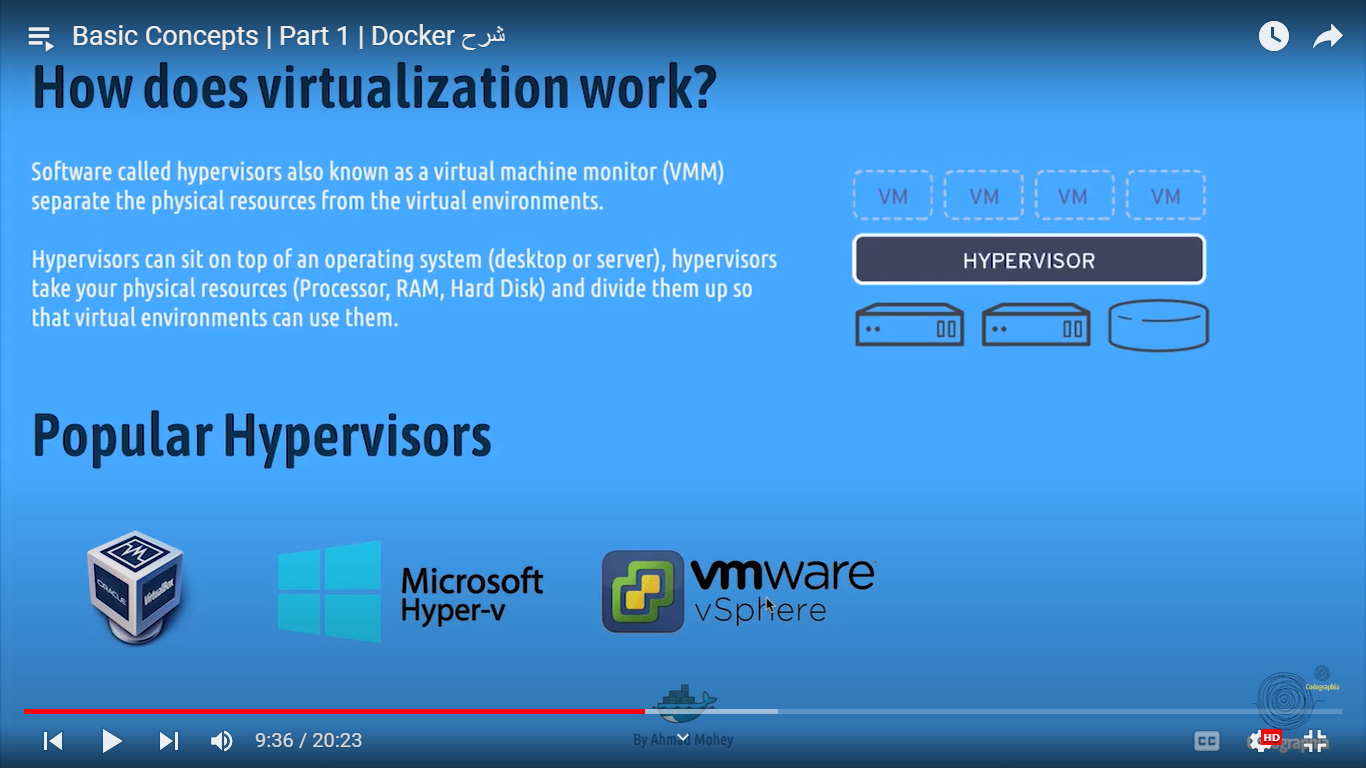 Basic Concepts | Part 1 | Docker شرح
How does virtualization work?
Software called hypervisors also known as a virtual machine monitor (VMM)
separate the physical resources from the virtual environments.
Hypervisors can sit on top of an operating system (desktop or server), hypervisors
take your physical resources (Processor, RAM, Hard Disk) and divide them up so
that virtual environments can use them.
VM VM VM VM
HYPERVISOR
Popular Hypervisors
ORACLE
VirtualBox
Microsoft
Hyper-v
vmware
vSphere
Codographia
By Ahmad Mohey
9:36 / 20:23
CC
HD